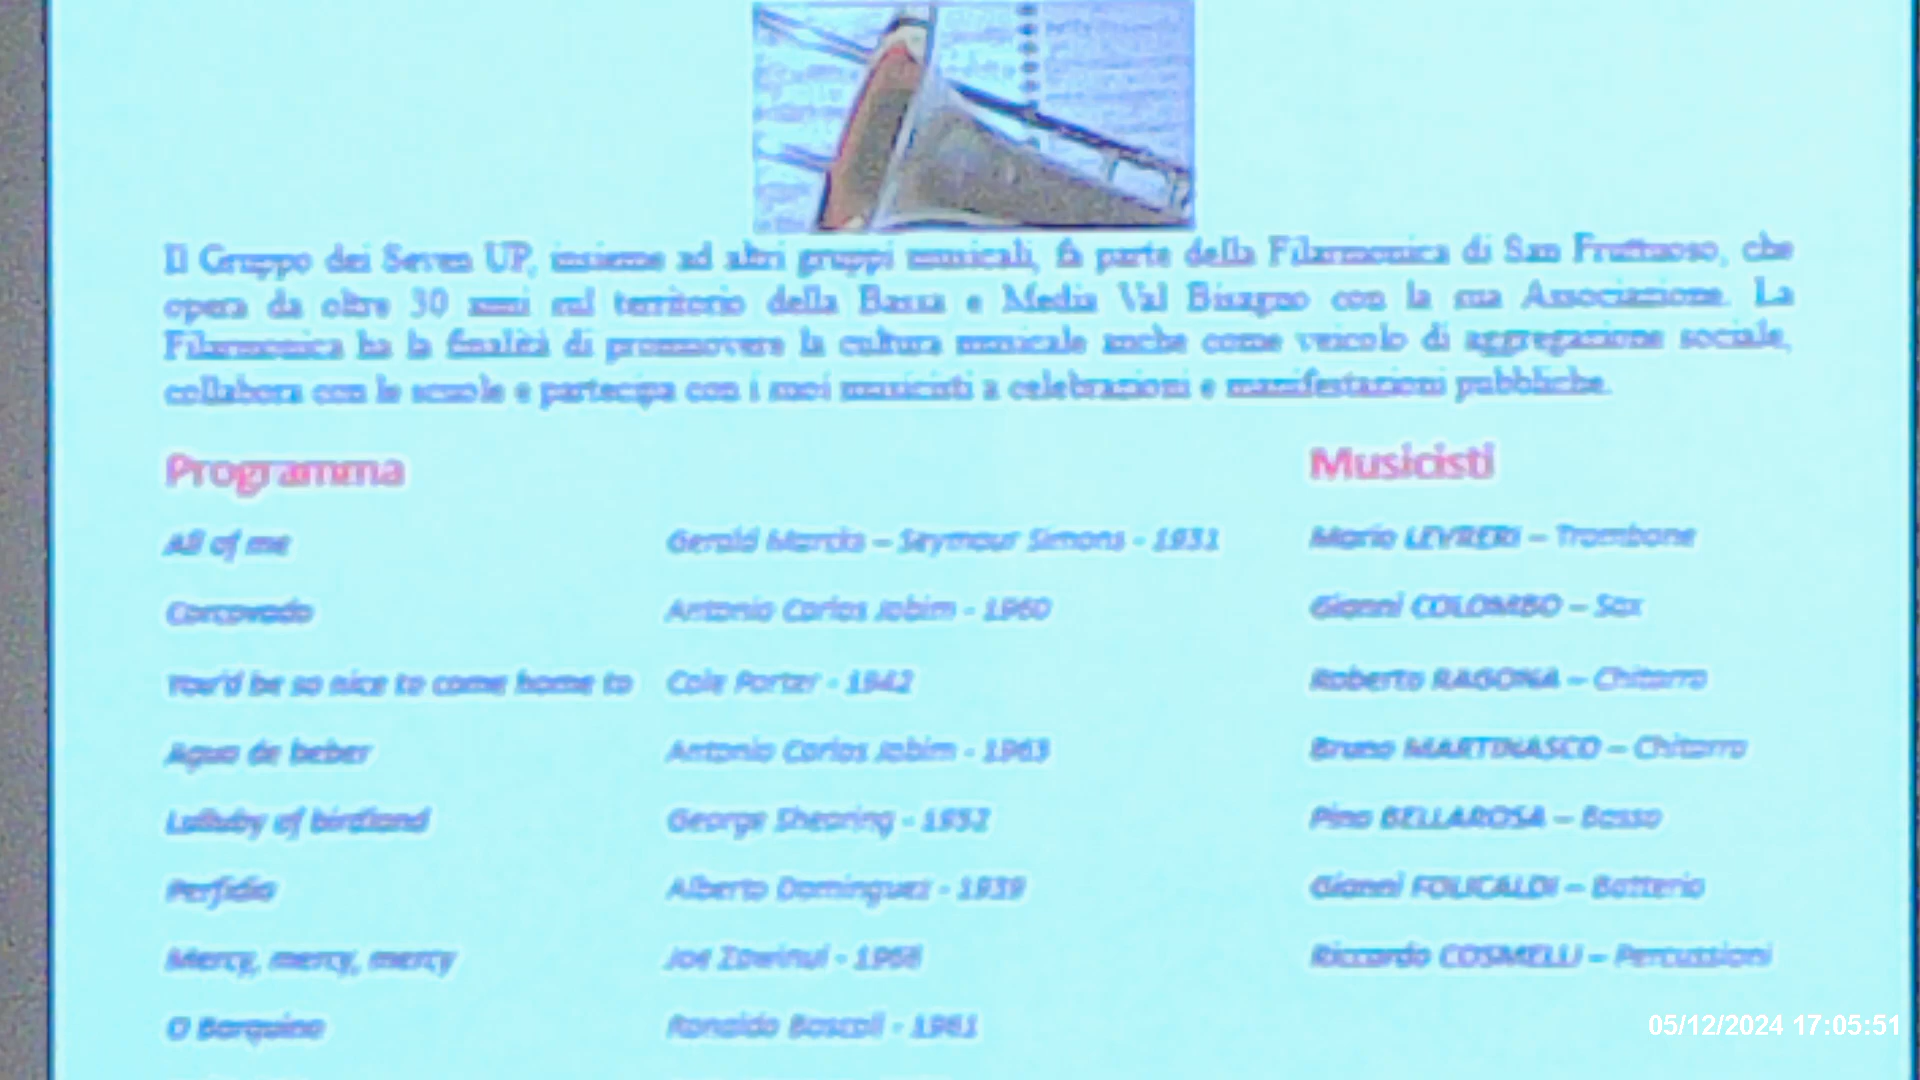 Il Gruppo dei Seven UP, insieme ad altri gruppi musicali, fa parte della Filarmonica di San Fruttuoso, che
opera da oltre 30 anni sul territorio della Bassa e Media Val Bisagno con la sua Associazione. La
Filarmonica ha la finalità di promuovere la cultura musicale anche come veicolo di aggregazione sociale,
collabora con le scuole e partecipa con i suoi musicisti a celebrazioni e manifestazioni pubbliche.
Programma
Musicisti
All of me Gerald Marcks – Seymour Simons - 1931 Mario LEVRERI – Trombone
Corcovado Antonio Carlos Jobim - 1960 Gianni COLOMBO – Sax
You'd be so nice to come home to Cole Porter - 1942 Roberto RAGONA – Chitarra
Agua de beber Antonio Carlos Jobim - 1963 Bruno MARTINASCO – Chitarra
Lullaby of birdland George Shearing - 1952 Pino BELLAROSA – Basso
Perfidia Alberto Dominguez - 1939 Gianni FOLICALDI – Batteria
Mercy, mercy, mercy Joe Zawinul - 1966 Riccardo COSMELLI – Percussioni
O Barquino Ronaldo Boscoli - 1961
05/12/2024 17:05:51